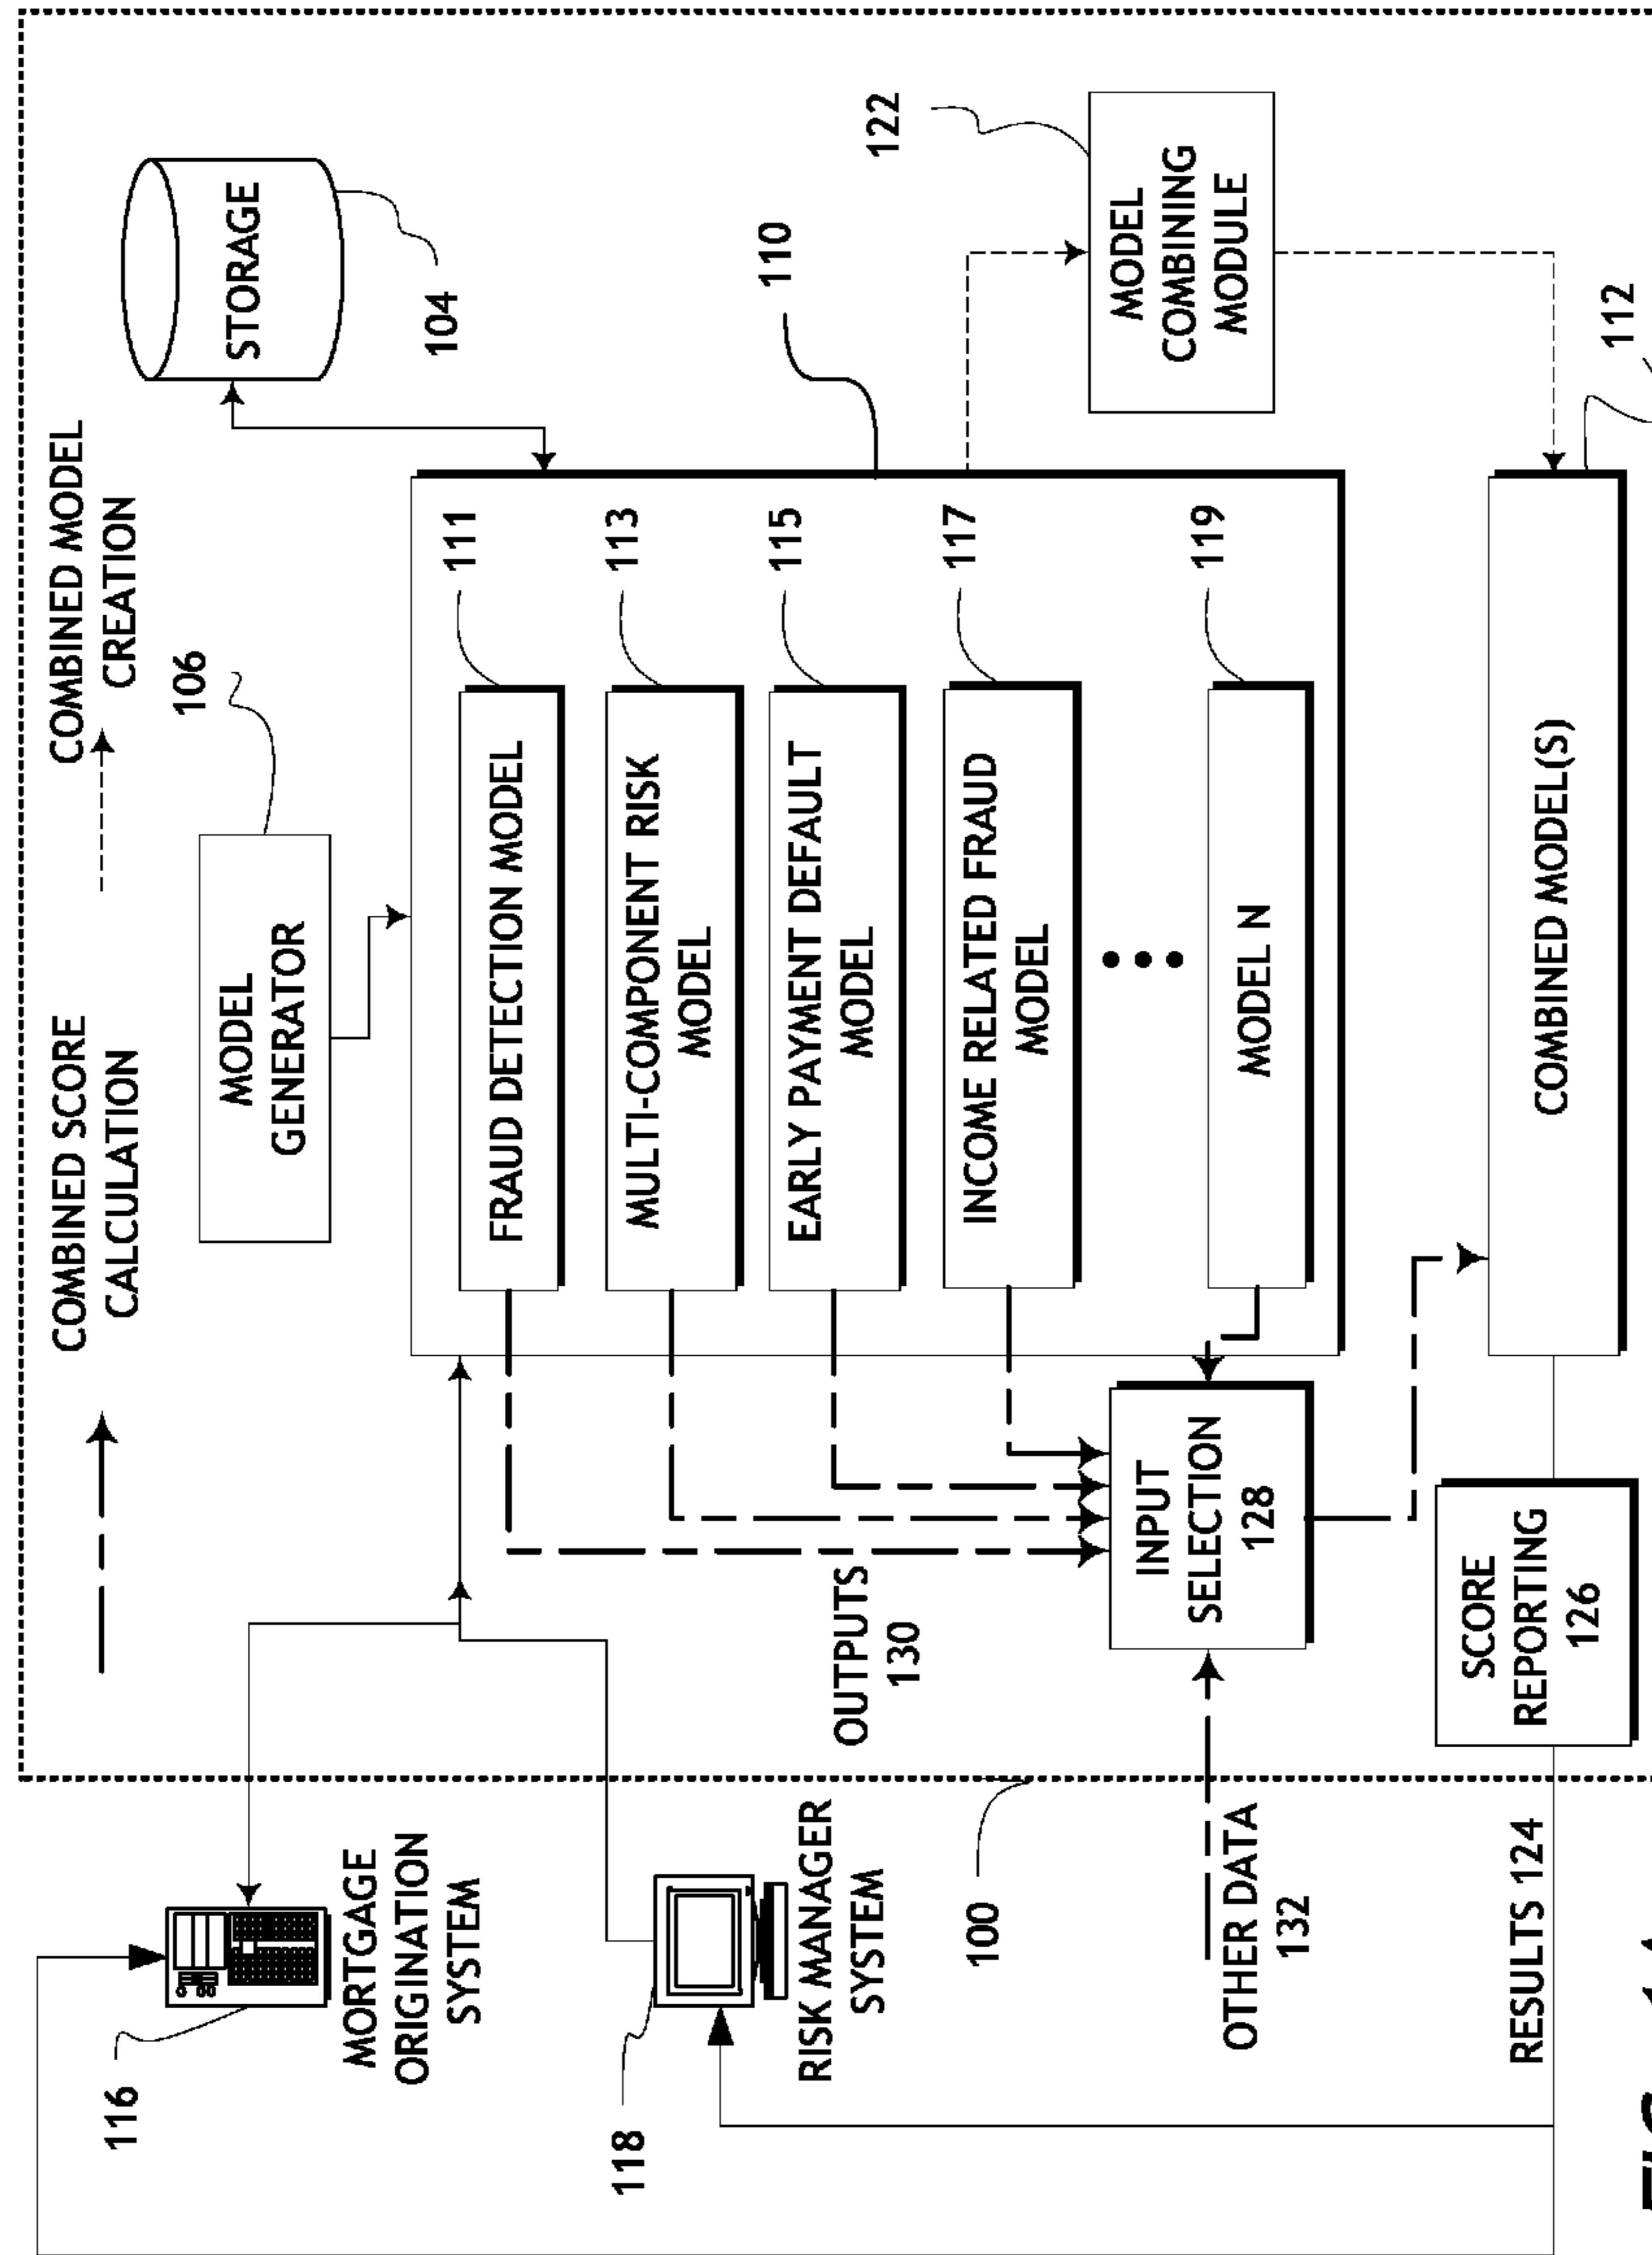 COMBINED SCORE
CALCULATION
COMBINED MODEL
CREATION
116
MORTGAGE
ORIGINATION
SYSTEM
MODEL
GENERATOR
106
STORAGE
104
118
RISK MANAGER
SYSTEM
FRAUD DETECTION MODEL
111
MULTI-COMPONENT RISK
MODEL
113
EARLY PAYMENT DEFAULT
MODEL
115
INCOME RELATED FRAUD
MODEL
117
MODEL N
119
110
OUTPUTS
130
100
OTHER DATA
132
INPUT
SELECTION
128
MODEL
COMBINING
MODULE
122
RESULTS 124
SCORE
REPORTING
126
COMBINED MODEL(S)
112